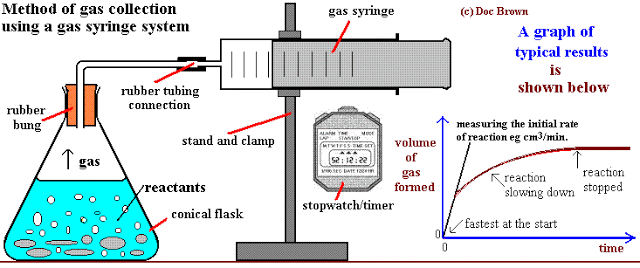 Method of gas collection
using a gas syringe system
gas syringe
(c) Doc Brown
A graph of
typical results
is
shown below
rubber
bung
rubber tubing
connection
stand and clamp
gas
reactants
conical flask
ALARM TIME MODE
LAP START/STOP
50:12:22
stopwatch/timer
volume
of
gas
formed
measuring the initial rate
of reaction eg cm3/min.
reaction
slowing down
reaction
stopped
fastest at the start
0
0
time